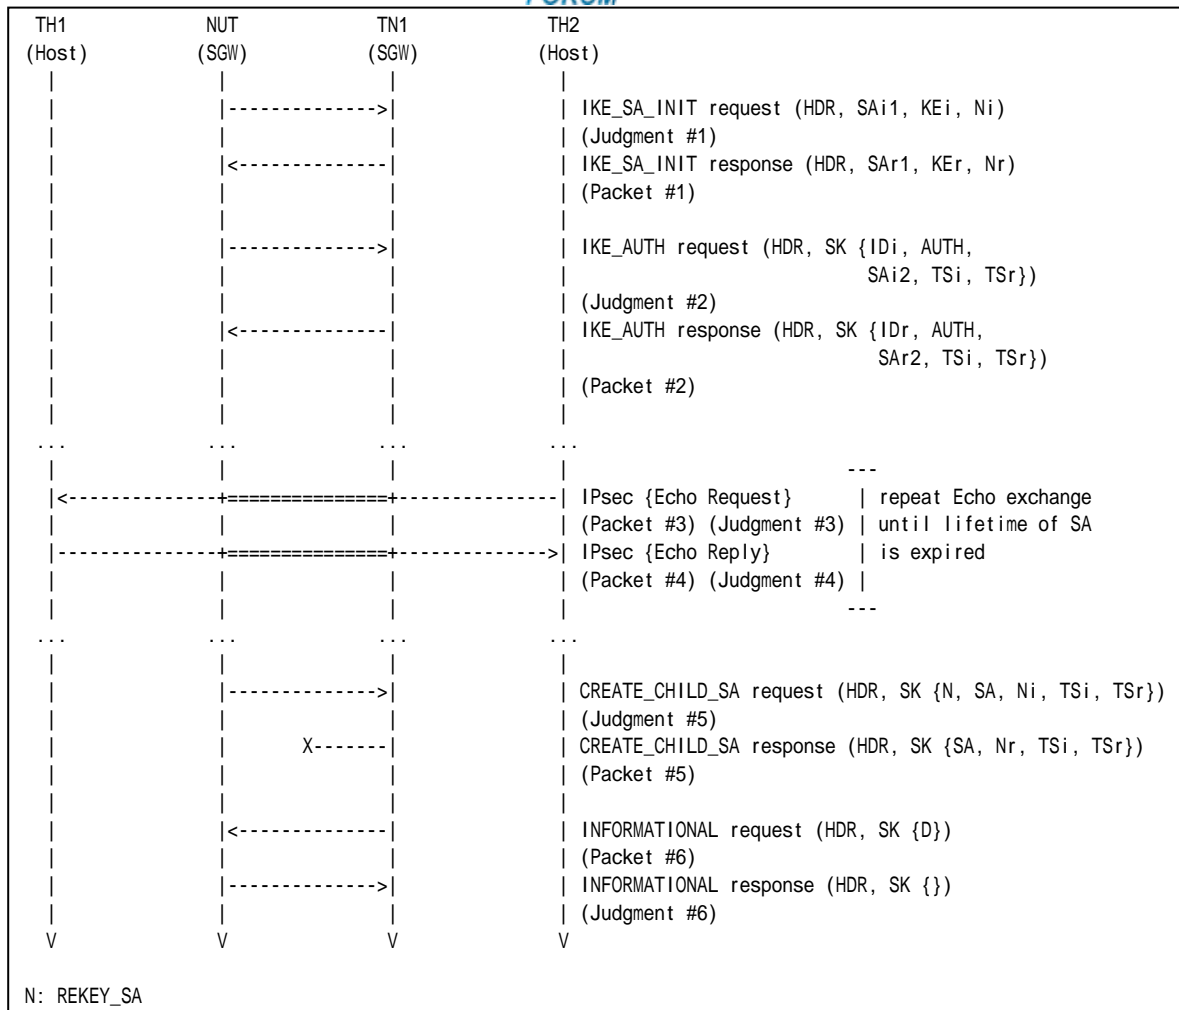 FORUM
TH1 NUT TN1 TH2
(Host) (SGW) (SGW) (Host)
| | | |
| |-------------->| | IKE_SA_INIT request (HDR, SAi1, KEi, Ni)
| | | | (Judgment #1)
| |<--------------| | IKE_SA_INIT response (HDR, SAr1, KEr, Nr)
| | | | (Packet #1)
| | | |
| |-------------->| | IKE_AUTH request (HDR, SK {IDi, AUTH,
| | | | SAi2, TSi, TSr})
| | | | (Judgment #2)
| |<--------------| | IKE_AUTH response (HDR, SK {IDr, AUTH,
| | | | SAr2, TSi, TSr})
| | | | (Packet #2)
| | | |
... ... ... ...
| | | | ---
|<--------------+===============+--------------| IPsec {Echo Request} | repeat Echo exchange
| | | | (Packet #3) (Judgment #3) | until lifetime of SA
|---------------+===============+-------------->| IPsec {Echo Reply} | is expired
| | | | (Packet #4) (Judgment #4) |
| | | | ---
... ... ... ...
| | | |
| |-------------->| | CREATE_CHILD_SA request (HDR, SK {N, SA, Ni, TSi, TSr})
| | | | (Judgment #5)
| | X-------| | CREATE_CHILD_SA response (HDR, SK {SA, Nr, TSi, TSr})
| | | | (Packet #5)
| | | |
| |<--------------| | INFORMATIONAL request (HDR, SK {D})
| | | | (Packet #6)
| |-------------->| | INFORMATIONAL response (HDR, SK {})
| | | | (Judgment #6)
V V V V
N: REKEY_SA